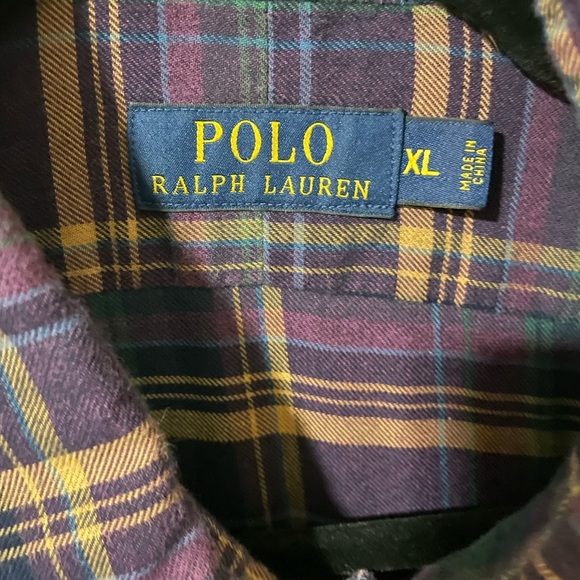 POLO
RALPH LAUREN
XL
MADE IN
CHINA